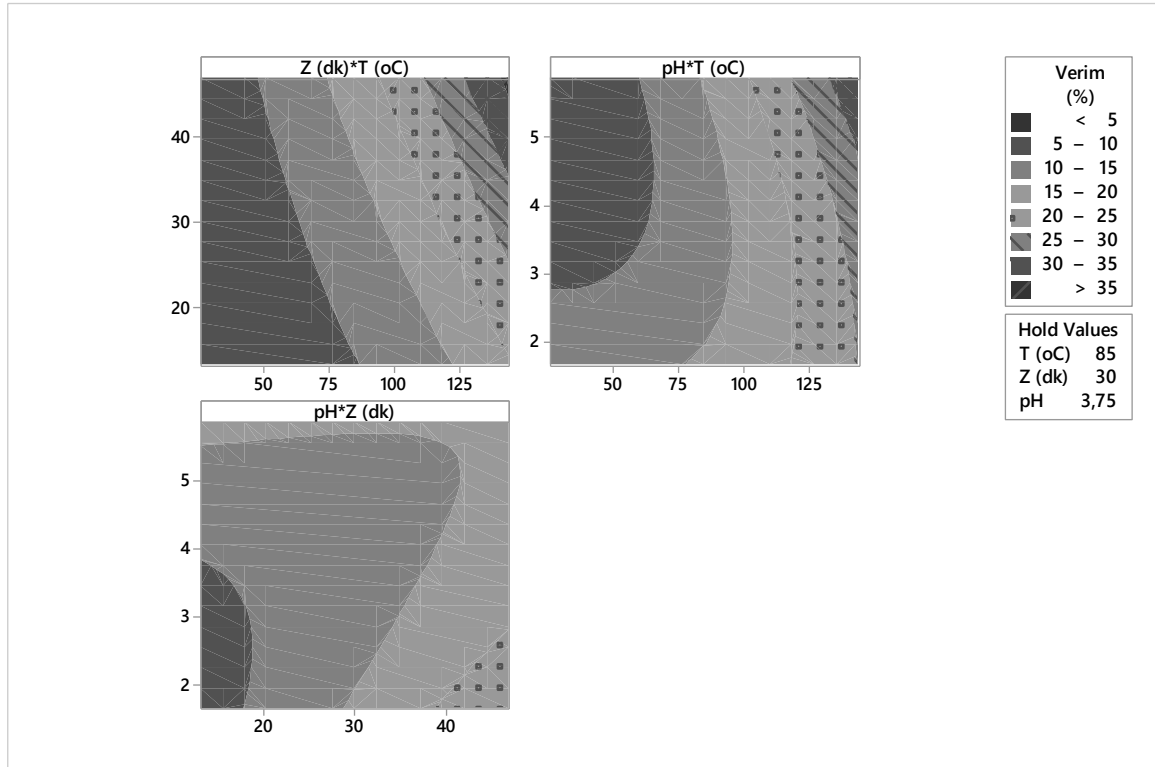 Z (dk)*T (oC)
40
30
20
50 75 100 125
pH*T (oC)
5
4
3
2
50 75 100 125
pH*Z (dk)
5
4
3
2
20 30 40
Verim
(%)
< 5
5 – 10
10 – 15
15 – 20
20 – 25
25 – 30
30 – 35
> 35
Hold Values
T (oC) 85
Z (dk) 30
pH 3,75